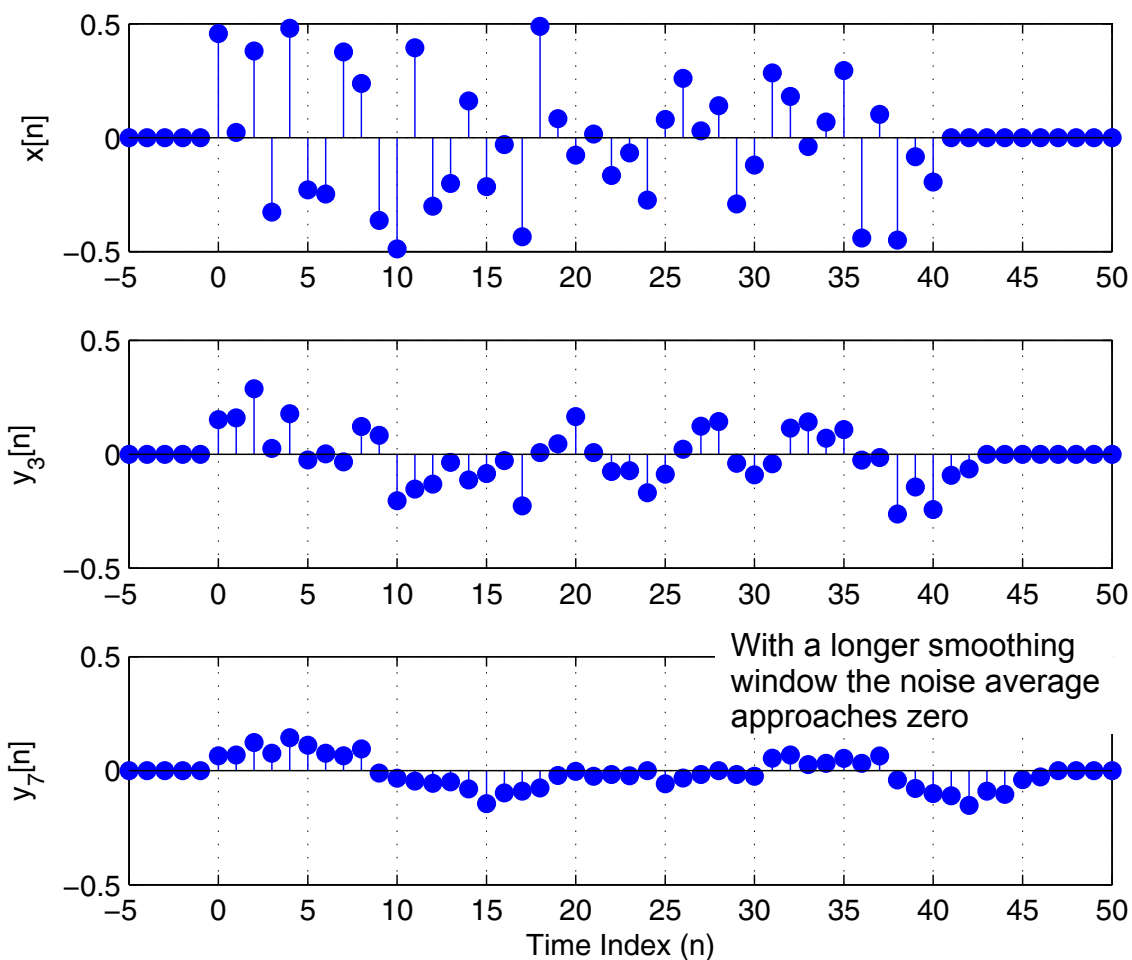 0.5
x[n]
0
−0.5
−5 0 5 10 15 20 25 30 35 40 45 50
0.5
y3[n]
0
−0.5
−5 0 5 10 15 20 25 30 35 40 45 50
With a longer smoothing
window the noise average
approaches zero
0.5
y7[n]
0
−0.5
−5 0 5 10 15 20 25 30 35 40 45 50
Time Index (n)